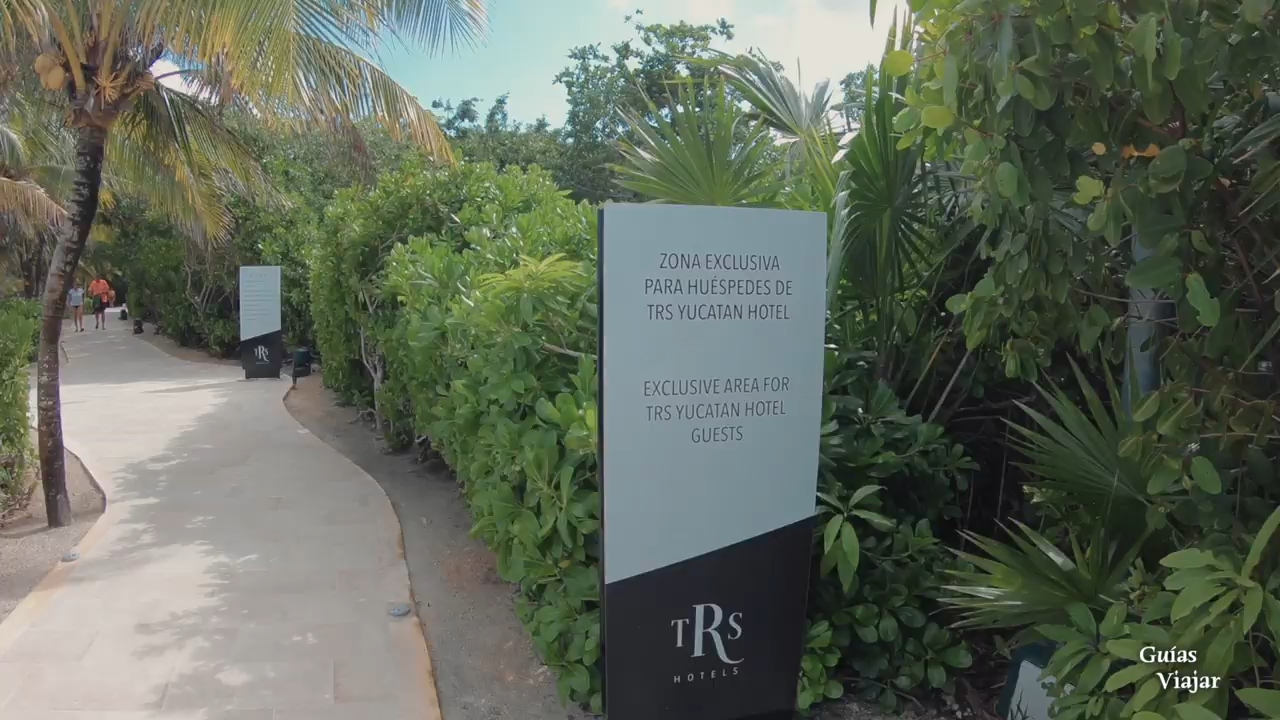 ZONA EXCLUSIVA
PARA HUÉSPEDES DE
TRS YUCATAN HOTEL
EXCLUSIVE AREA FOR
TRS YUCATAN HOTEL
GUESTS
TRS
HOTELS
TRS
Guías
Viajar